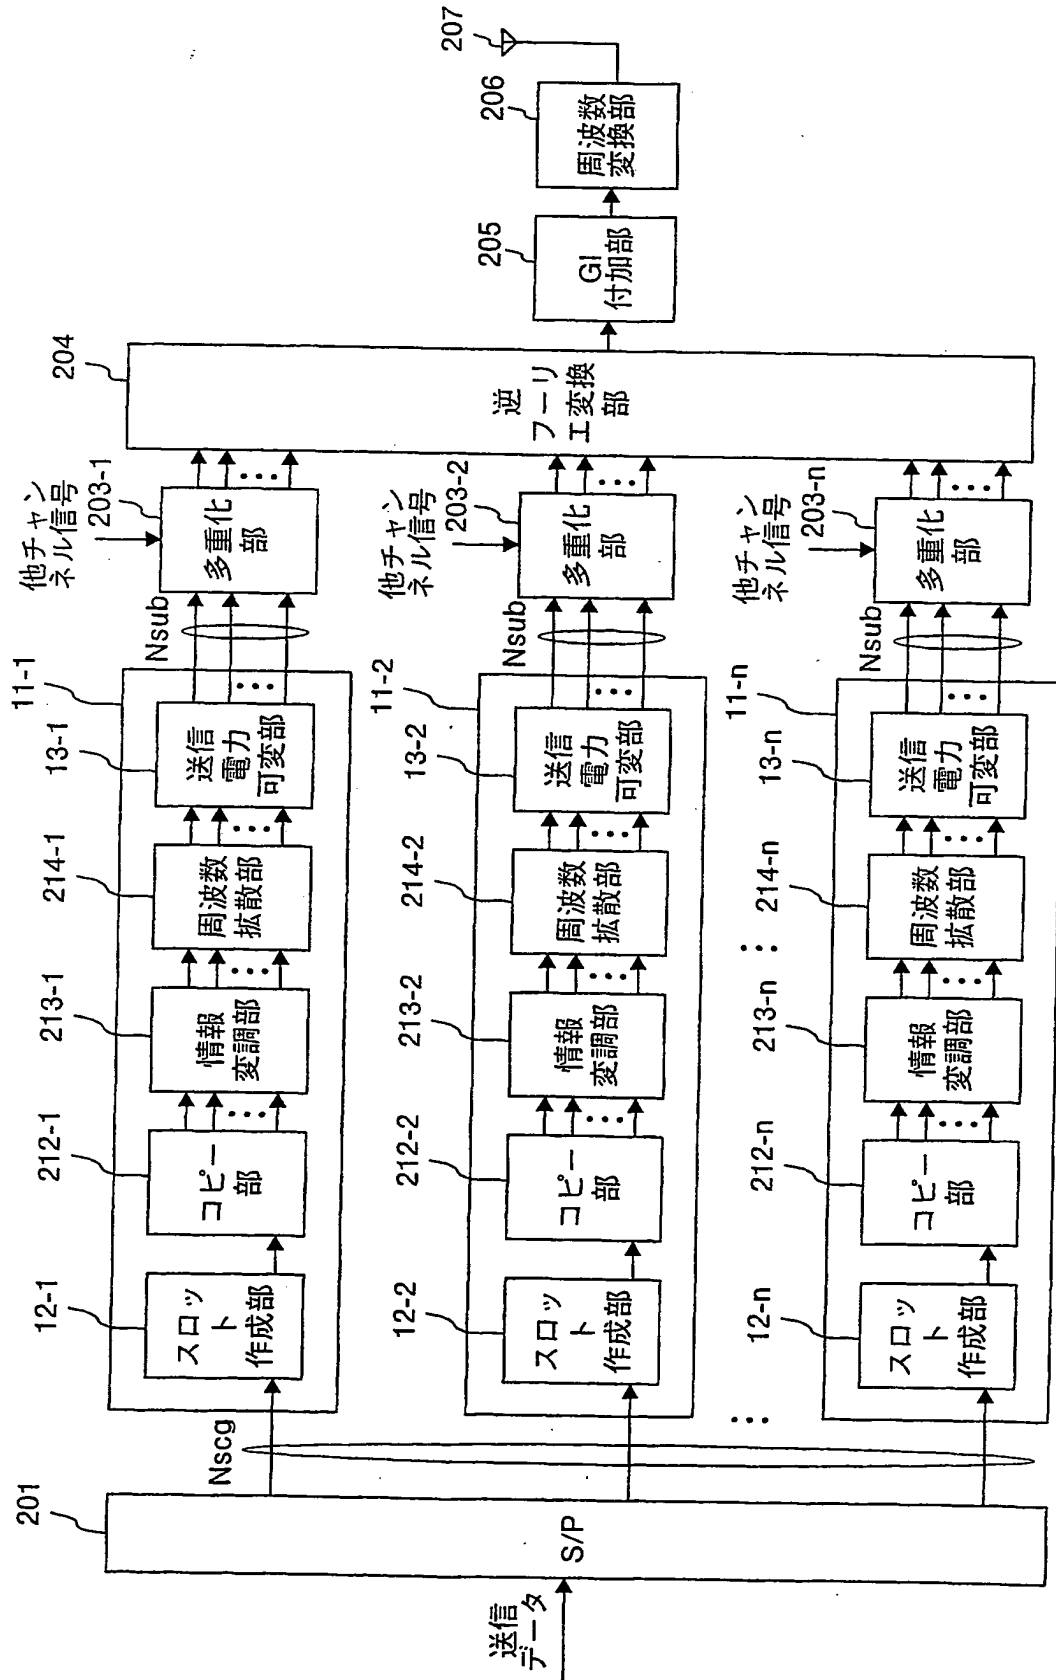 送信
データ
201
S/P
Nscg
11-1
12-1
スロッ
ト
作成部
212-1
コピー
部
213-1
情報
変調部
214-1
周波数
拡散部
13-1
送信
電力
可変部
Nsub
他チャン
ネル信号
203-1
多重化
部
11-2
12-2
スロッ
ト
作成部
212-2
コピー
部
213-2
情報
変調部
214-2
周波数
拡散部
13-2
送信
電力
可変部
Nsub
他チャン
ネル信号
203-2
多重化
部
11-n
12-n
スロッ
ト
作成部
212-n
コピー
部
213-n
情報
変調部
214-n
周波数
拡散部
13-n
送信
電力
可変部
Nsub
他チャン
ネル信号
203-n
多重化
部
204
逆
フーリ
エ変換
部
205
GI
付加部
206
周波数
変換部
207